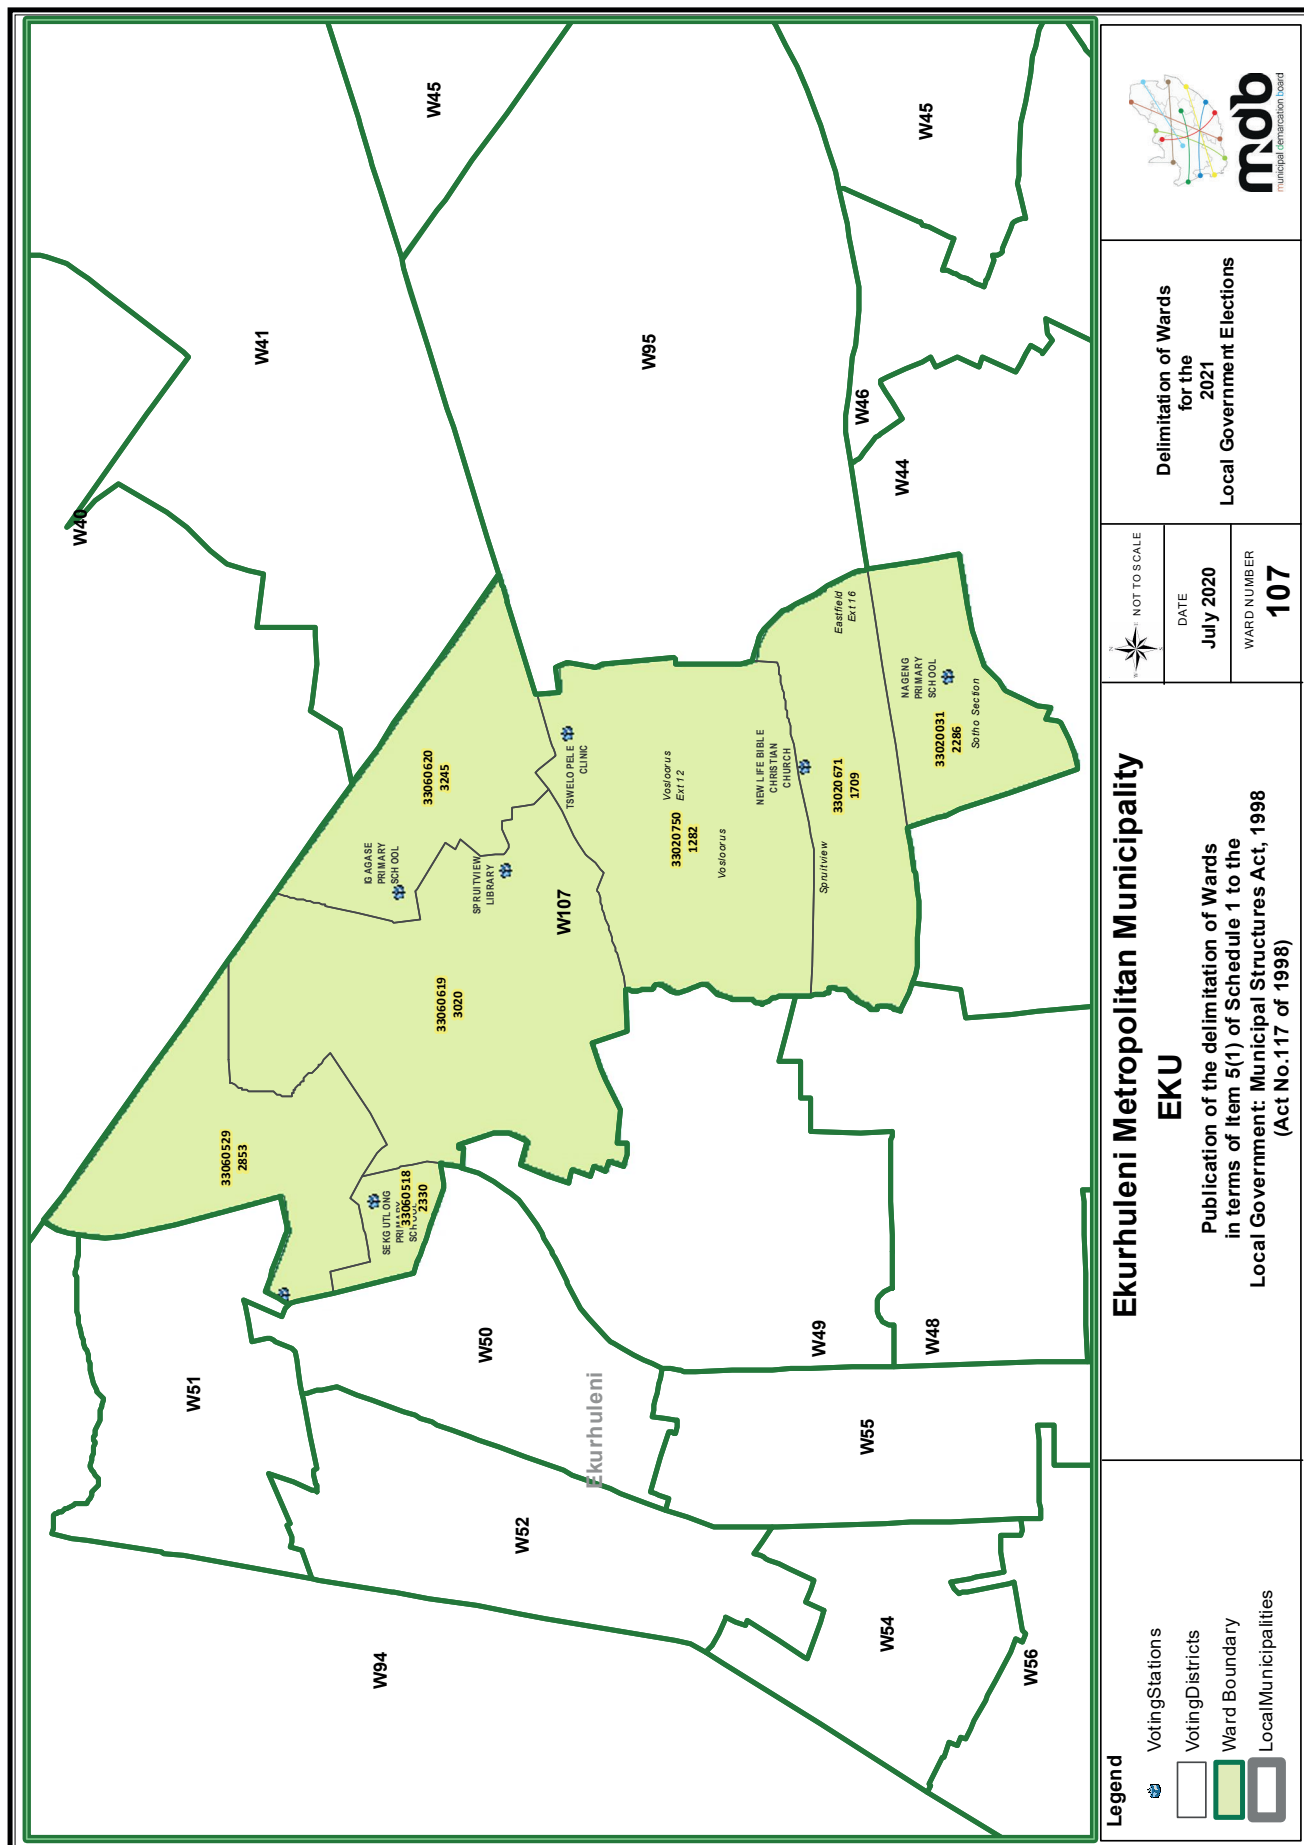 W45
W45
W41
W40
W95
W46
W44
33060620
3245
IGAGASE
PRIMARY
SCHOOL
SPRUITVIEW
LIBRARY
TSWELOPELE
CLINIC
W107
33060619
3020
33060529
2853
SEKGUTLONG
PRIMARY
SCHOOL
33060518
2330
Vosloorus
Ext12
33020750
1282
Vosloorus
NEW LIFE BIBLE
CHRISTIAN
CHURCH
33020671
1709
Spruitview
Eastfield
Ext16
NAGENG
PRIMARY
SCHOOL
33020031
2286
Sotho Section
W51
W50
W49
W48
Ekurhuleni
W52
W55
W54
W56
W94
Legend
VotingStations
VotingDistricts
Ward Boundary
LocalMunicipalities
Ekurhuleni Metropolitan Municipality
EKU
Publication of the delimitation of Wards
in terms of Item 5(1) of Schedule 1 to the
Local Government: Municipal Structures Act, 1998
(Act No.117 of 1998)
N
W
E
S
NOT TO SCALE
DATE
July 2020
WARD NUMBER
107
Delimitation of Wards
for the
2021
Local Government Elections
mdb
municipal demarcation board